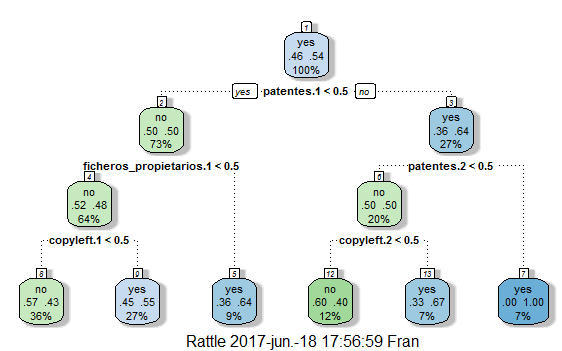 1
yes
.46 .54
100%
yes patentes.1 < 0.5 no
2
no
.50 .50
73%
3
yes
.36 .64
27%
ficheros_propietarios.1 < 0.5
patentes.2 < 0.5
4
no
.52 .48
64%
6
no
.50 .50
20%
copyleft.1 < 0.5
copyleft.2 < 0.5
8
no
.57 .43
36%
9
yes
.45 .55
27%
5
yes
.36 .64
9%
12
no
.60 .40
12%
13
yes
.33 .67
7%
7
yes
.00 1.00
7%
Rattle 2017-jun.-18 17:56:59 Fran